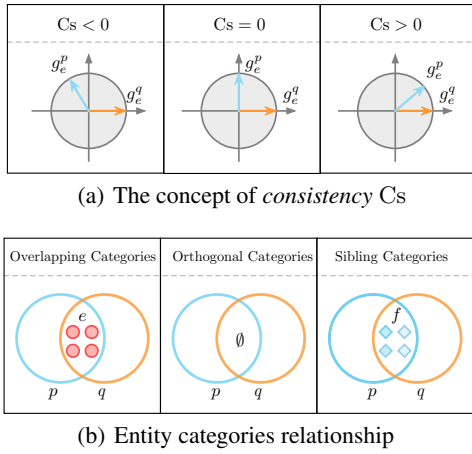 Cs < 0 Cs = 0 Cs > 0
g_e^p g_e^q g_e^p g_e^q g_e^p g_e^q
(a) The concept of consistency Cs
Overlapping Categories Orthogonal Categories Sibling Categories
e ∅ f
p q p q p q
(b) Entity categories relationship